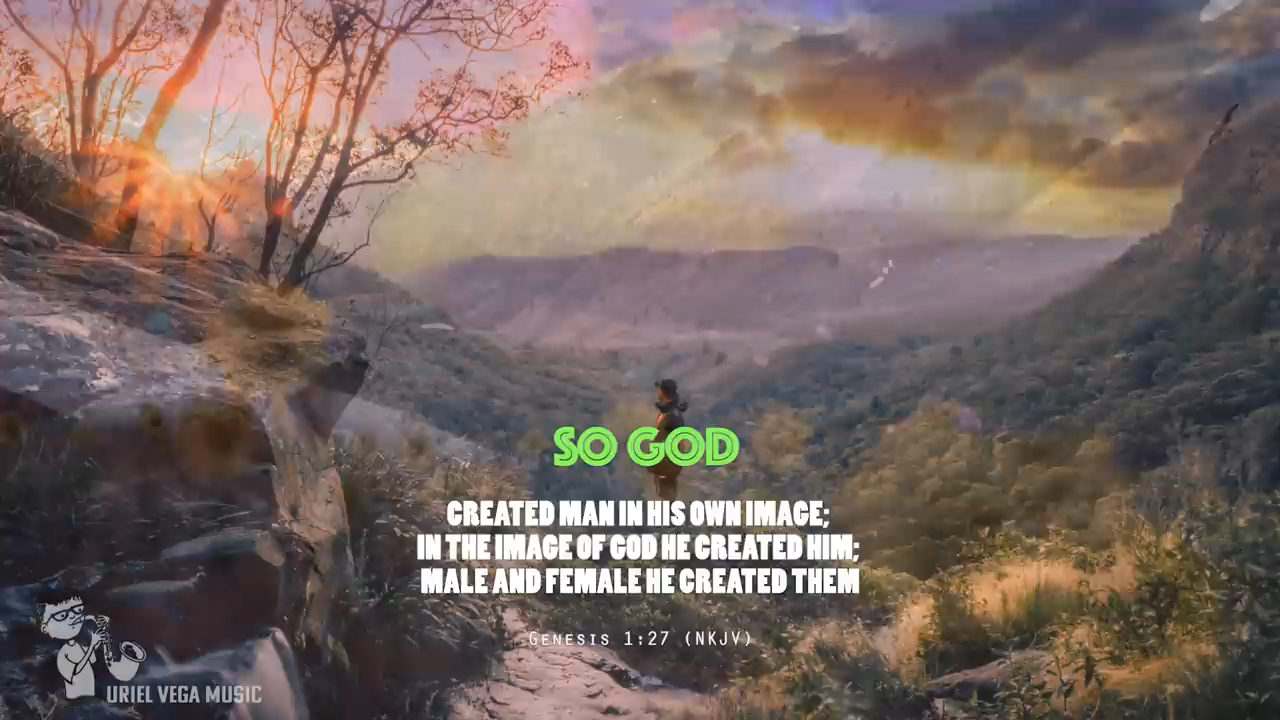 SO GOD
CREATED MAN IN HIS OWN IMAGE;
IN THE IMAGE OF GOD HE CREATED HIM;
MALE AND FEMALE HE CREATED THEM
Genesis 1:27 (NKJV)
URIEL VEGA MUSIC